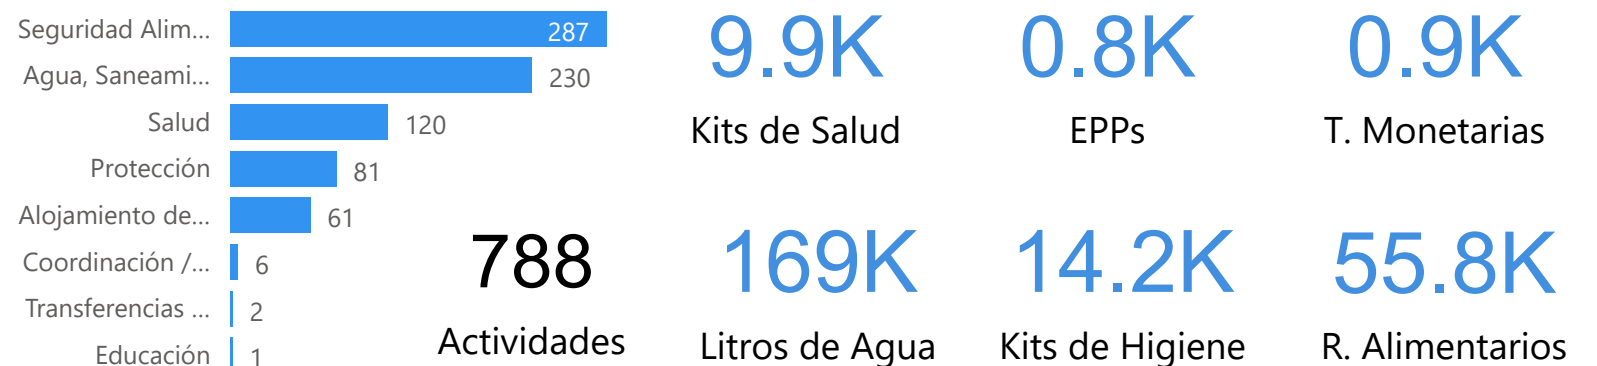 Seguridad Alim... 287
Agua, Saneami... 230
Salud 120
Protección 81
Alojamiento de... 61
Coordinación /... 6
Transferencias ... 2
Educación 1
788
Actividades
9.9K
Kits de Salud
0.8K
EPPs
0.9K
T. Monetarias
169K
Litros de Agua
14.2K
Kits de Higiene
55.8K
R. Alimentarios